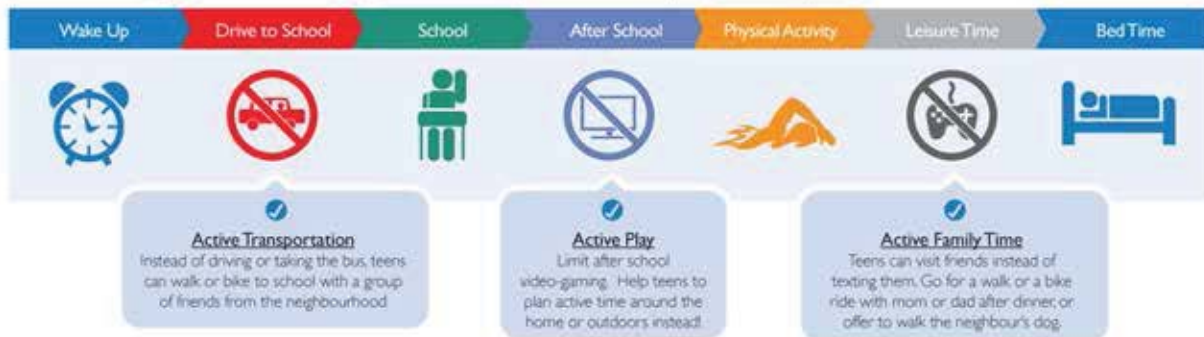 Wake Up
Drive to School
School
After School
Physical Activity
Leisure Time
Bed Time
Active Transportation
Instead of driving or taking the bus, teens
can walk or bike to school with a group
of friends from the neighbourhood
Active Play
Limit after school
video-gaming. Help teens to
plan active time around the
home or outdoors instead!
Active Family Time
Teens can visit friends instead of
texting them. Go for a walk or a bike
ride with mom or dad after dinner, or
offer to walk the neighbour's dog.